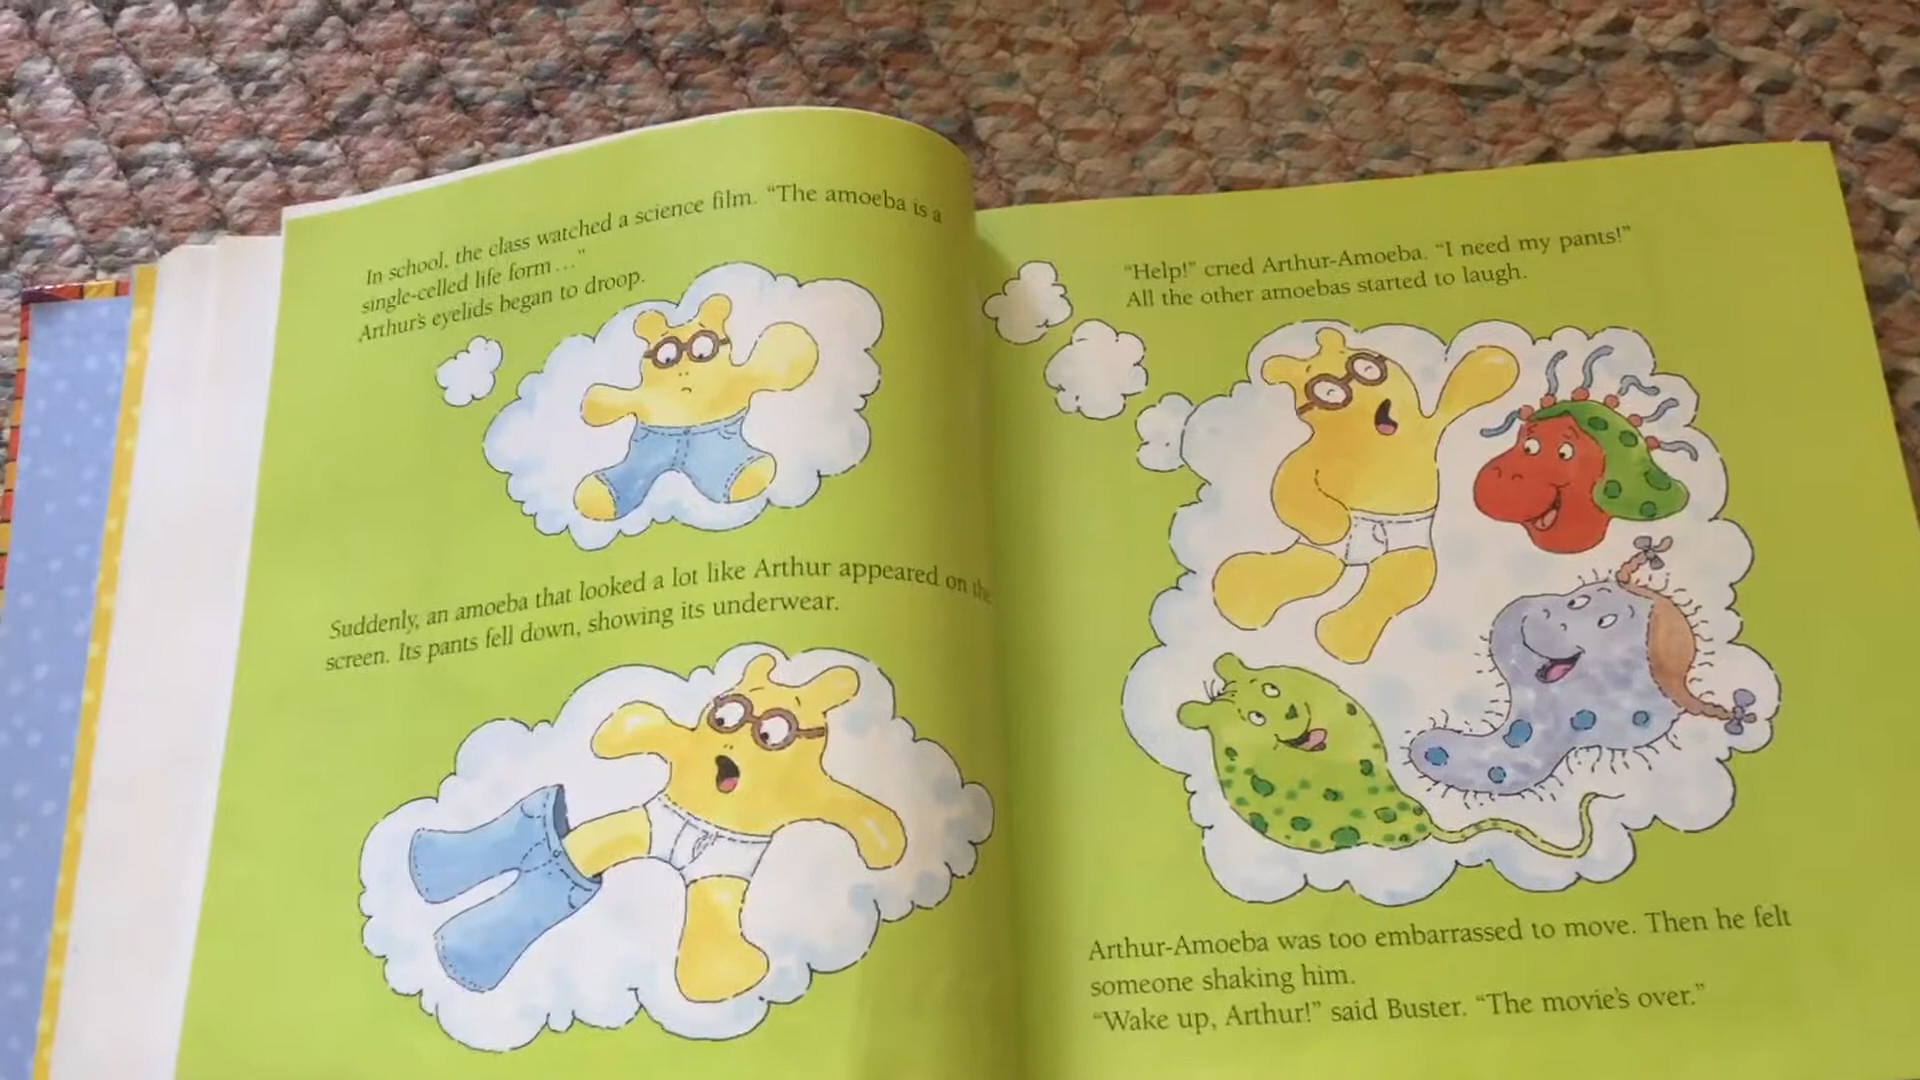 In school, the class watched a science film. “The amoeba is a
single-celled life form . . .”
Arthur’s eyelids began to droop.
Suddenly, an amoeba that looked a lot like Arthur appeared on the
screen. Its pants fell down, showing its underwear.
“Help!” cried Arthur-Amoeba. “I need my pants!”
All the other amoebas started to laugh.
Arthur-Amoeba was too embarrassed to move. Then he felt
someone shaking him.
“Wake up, Arthur!” said Buster. “The movie’s over.”